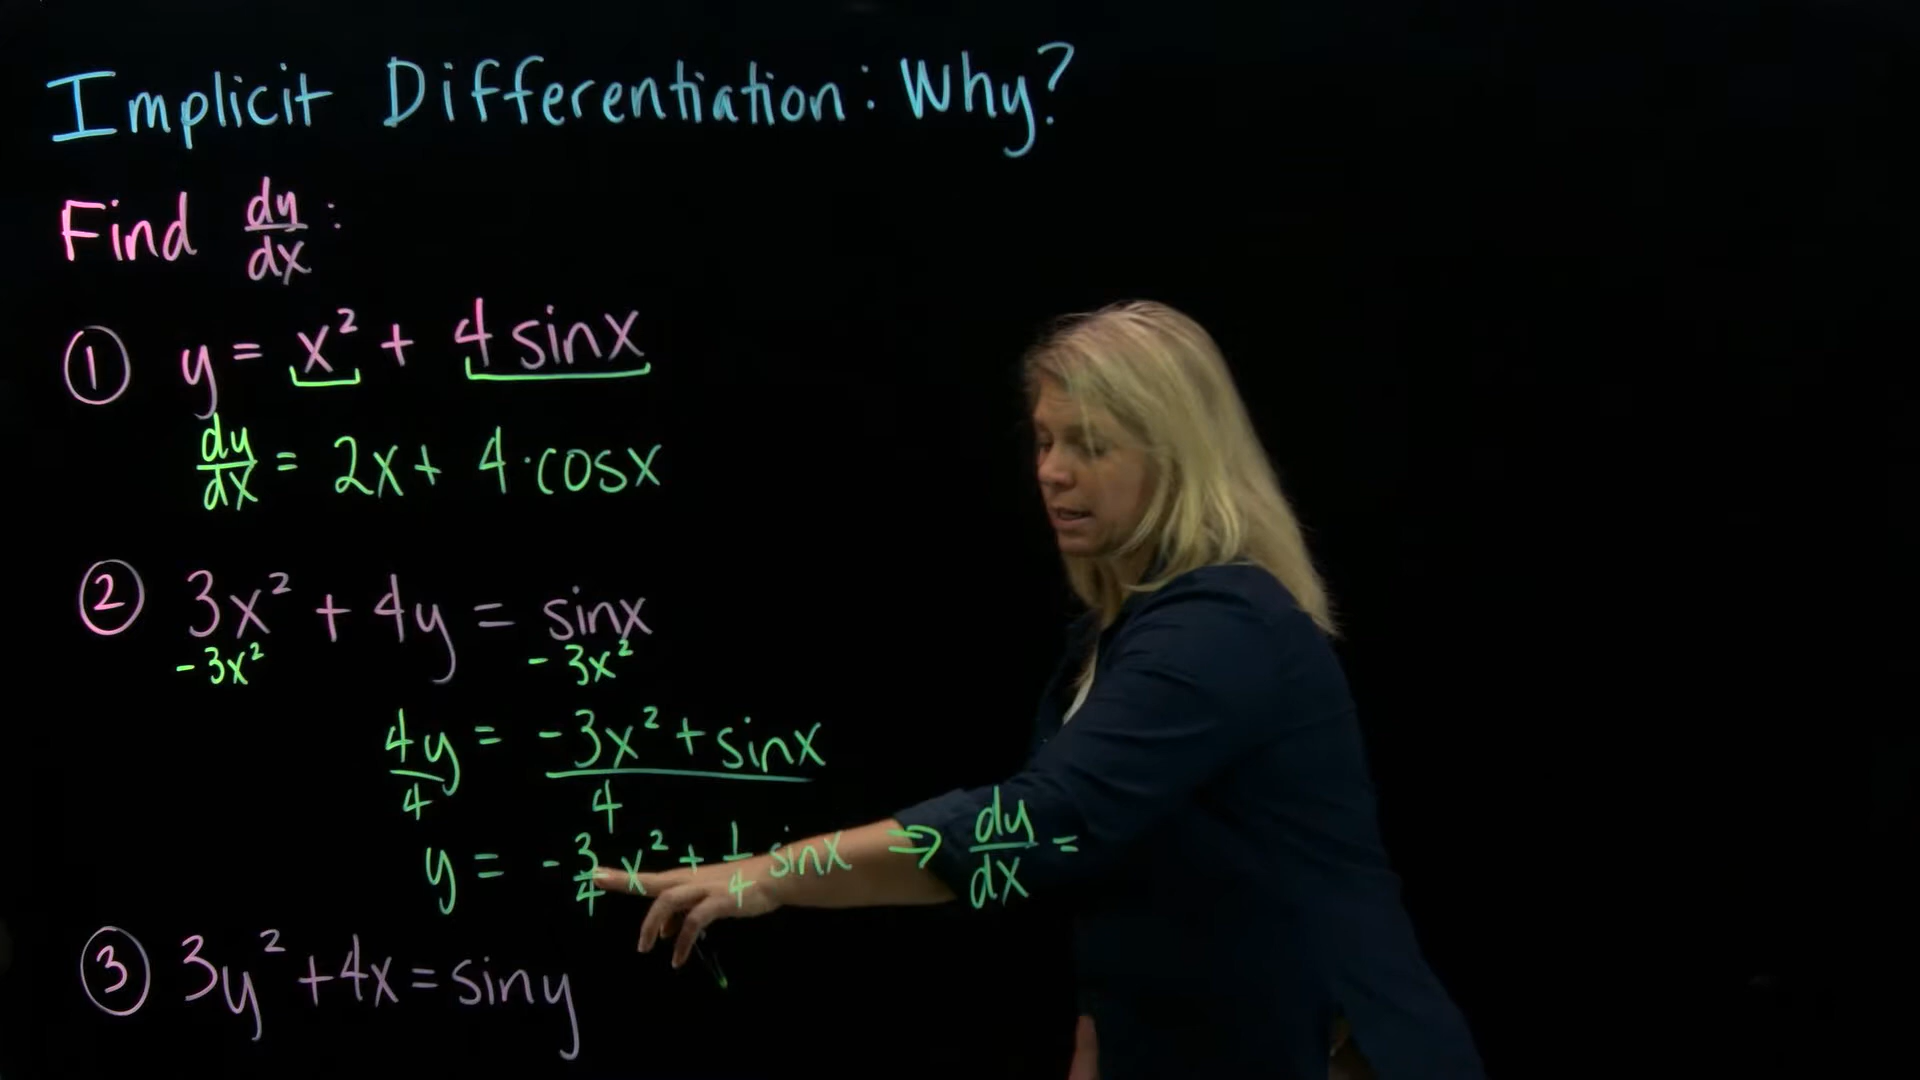 Implicit Differentiation: Why?
Find dy/dx:
① y = x² + 4 sinx
dy/dx = 2x + 4·cosx
② 3x² + 4y = sinx
-3x² - 3x²
4y/4 = -3x² + sinx/4
y = -3/4 x² + 1/4 sinx ⇒ dy/dx =
③ 3y² + 4x = siny